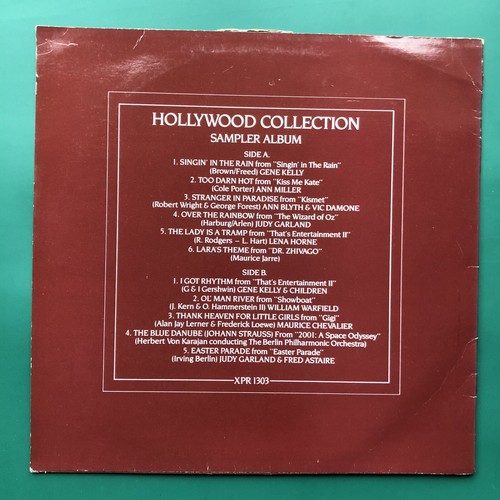 HOLLYWOOD COLLECTION
SAMPLER ALBUM
SIDE A.
1. SINGIN' IN THE RAIN from "Singin' in The Rain"
(Brown/Freed) GENE KELLY
2. TOO DARN HOT from "Kiss Me Kate"
(Cole Porter) ANN MILLER
3. STRANGER IN PARADISE from "Kismet"
(Robert Wright & George Forest) ANN BLYTH & VIC DAMONE
4. OVER THE RAINBOW from "The Wizard of Oz"
(Harburg/Arlen) JUDY GARLAND
5. THE LADY IS A TRAMP from "That's Entertainment II"
(R. Rodgers – L. Hart) LENA HORNE
6. LARA'S THEME from "DR. ZHIVAGO"
(Maurice Jarre)
SIDE B.
1. I GOT RHYTHM from "That's Entertainment II"
(G & I Gershwin) GENE KELLY & CHILDREN
2. OL' MAN RIVER from "Showboat"
(J. Kern & O. Hammerstein II) WILLIAM WARFIELD
3. THANK HEAVEN FOR LITTLE GIRLS from "Gigi"
(Alan Jay Lerner & Frederick Loewe) MAURICE CHEVALIER
4. THE BLUE DANUBE (JOHANN STRAUSS) From "2001: A Space Odyssey"
(Herbert Von Karajan conducting The Berlin Philharmonic Orchestra)
5. EASTER PARADE from "Easter Parade"
(Irving Berlin) JUDY GARLAND & FRED ASTAIRE
XPR 1303